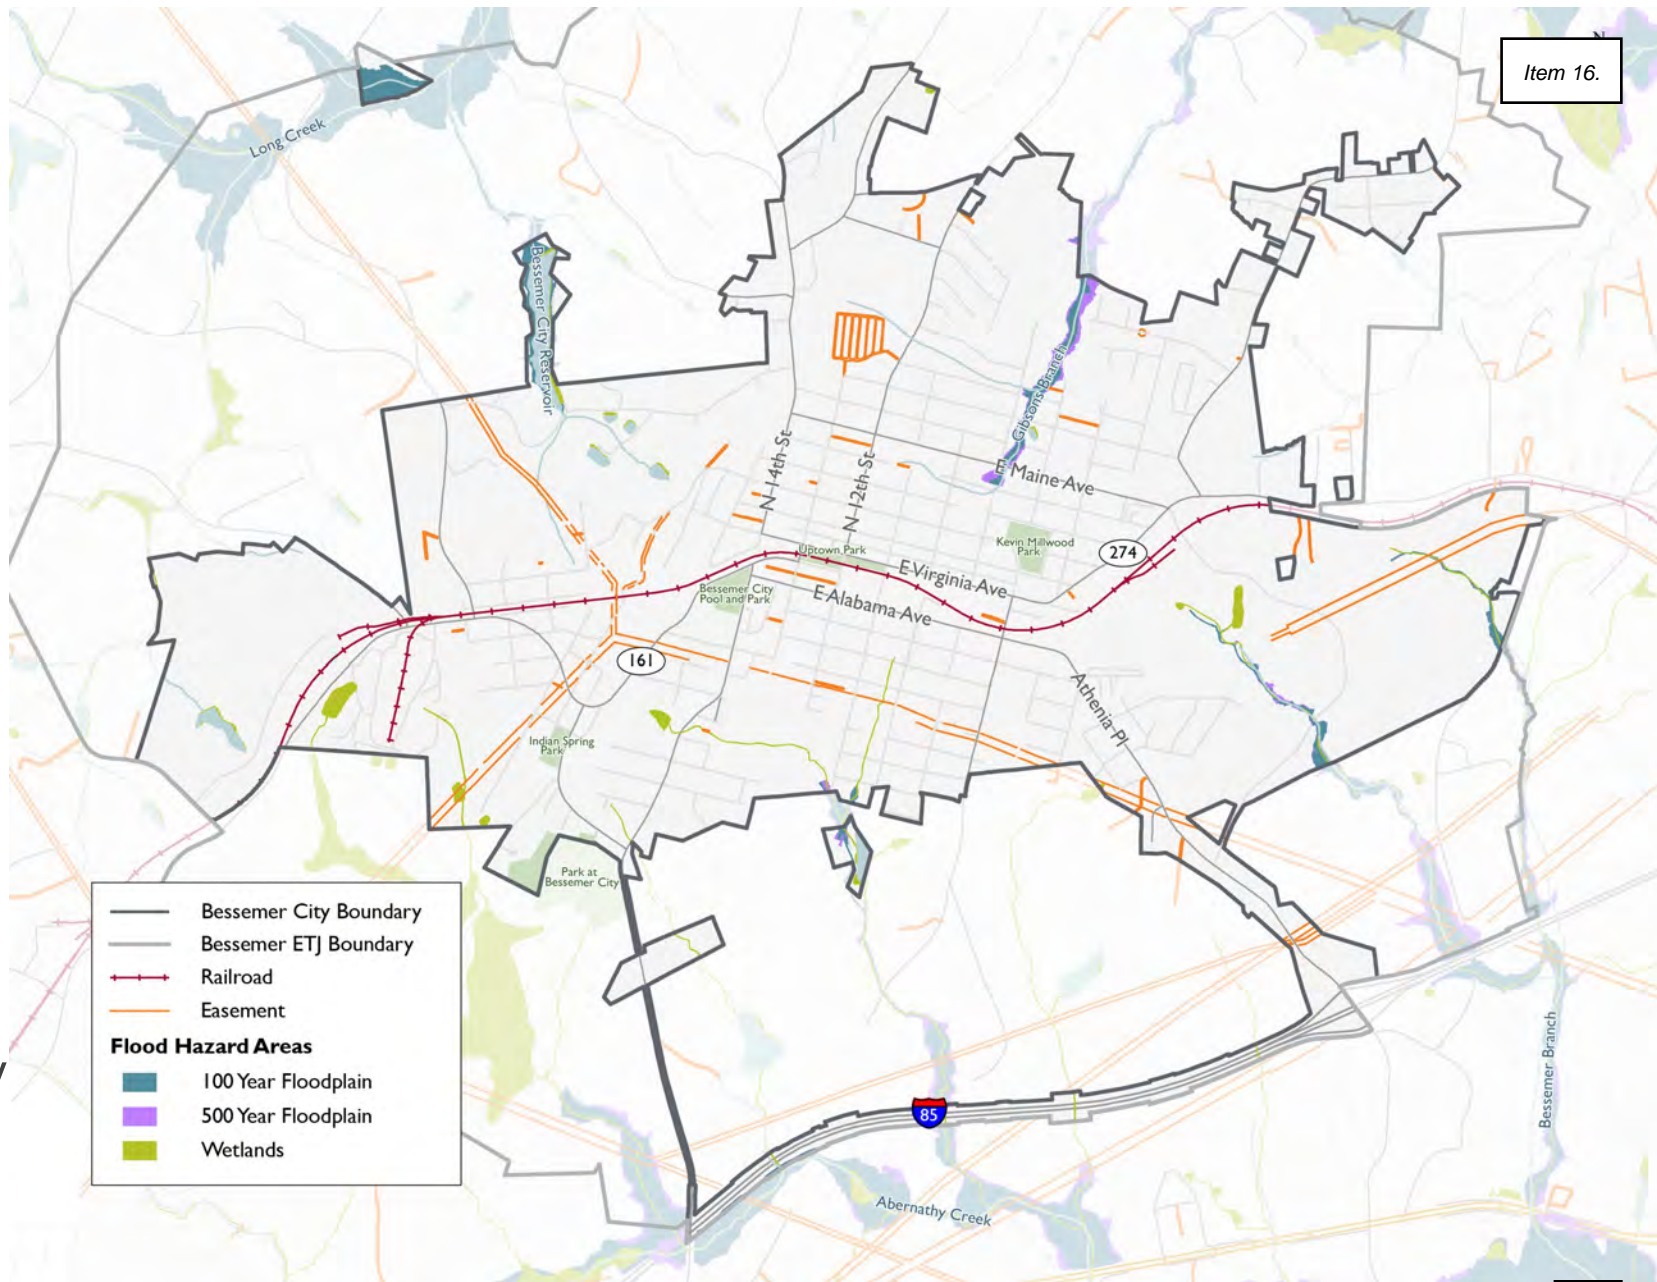 N
Item 16.
Long Creek
Bessemer City Reservoir
Gibsons Branch
N 14th St
N 12th St
E Maine Ave
Uptown Park
Kevin Millwood
Park
274
E Virginia Ave
Bessemer City
Pool and Park
E Alabama Ave
161
Athenia Pl
Indian Spring
Park
Park at
Bessemer City
Bessemer City Boundary
Bessemer ETJ Boundary
Railroad
Easement
Flood Hazard Areas
100 Year Floodplain
500 Year Floodplain
Wetlands
85
Bessemer Branch
Abernathy Creek